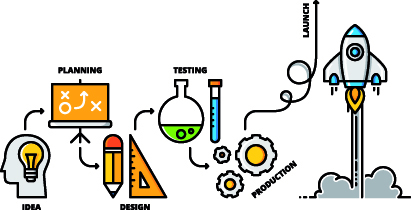 IDEA
PLANNING
DESIGN
TESTING
PRODUCTION
LAUNCH